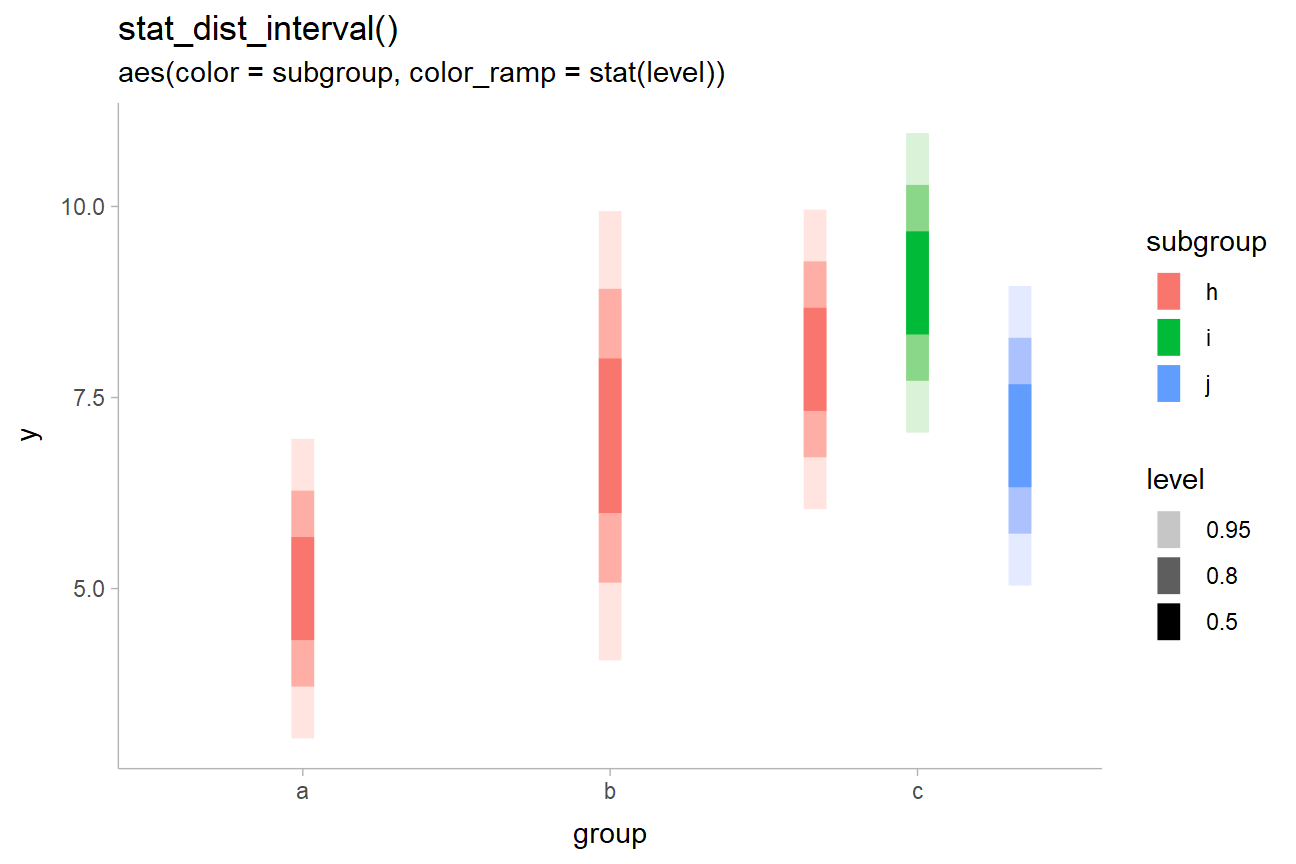 stat_dist_interval()
aes(color = subgroup, color_ramp = stat(level))
10.0
7.5
5.0
y
a
b
c
group
subgroup
h
i
j
level
0.95
0.8
0.5